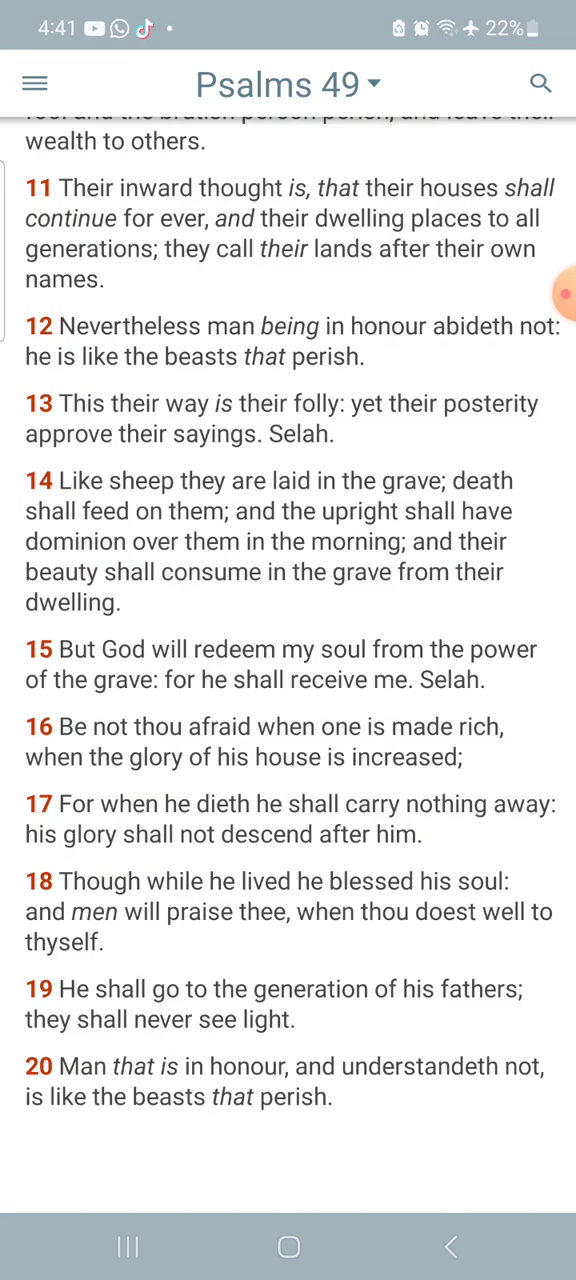 4:41
22%
Psalms 49
wealth to others.
11 Their inward thought is, that their houses shall
continue for ever, and their dwelling places to all
generations; they call their lands after their own
names.
12 Nevertheless man being in honour abideth not:
he is like the beasts that perish.
13 This their way is their folly: yet their posterity
approve their sayings. Selah.
14 Like sheep they are laid in the grave; death
shall feed on them; and the upright shall have
dominion over them in the morning; and their
beauty shall consume in the grave from their
dwelling.
15 But God will redeem my soul from the power
of the grave: for he shall receive me. Selah.
16 Be not thou afraid when one is made rich,
when the glory of his house is increased;
17 For when he dieth he shall carry nothing away:
his glory shall not descend after him.
18 Though while he lived he blessed his soul:
and men will praise thee, when thou doest well to
thyself.
19 He shall go to the generation of his fathers;
they shall never see light.
20 Man that is in honour, and understandeth not,
is like the beasts that perish.